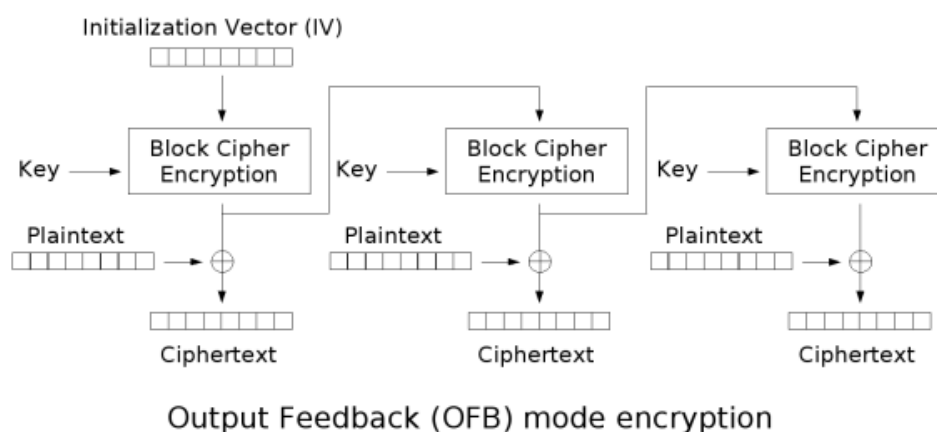 Initialization Vector (IV)
Block Cipher
Encryption
Block Cipher
Encryption
Block Cipher
Encryption
Key
Key
Key
Plaintext
Plaintext
Plaintext
Ciphertext
Ciphertext
Ciphertext
Output Feedback (OFB) mode encryption